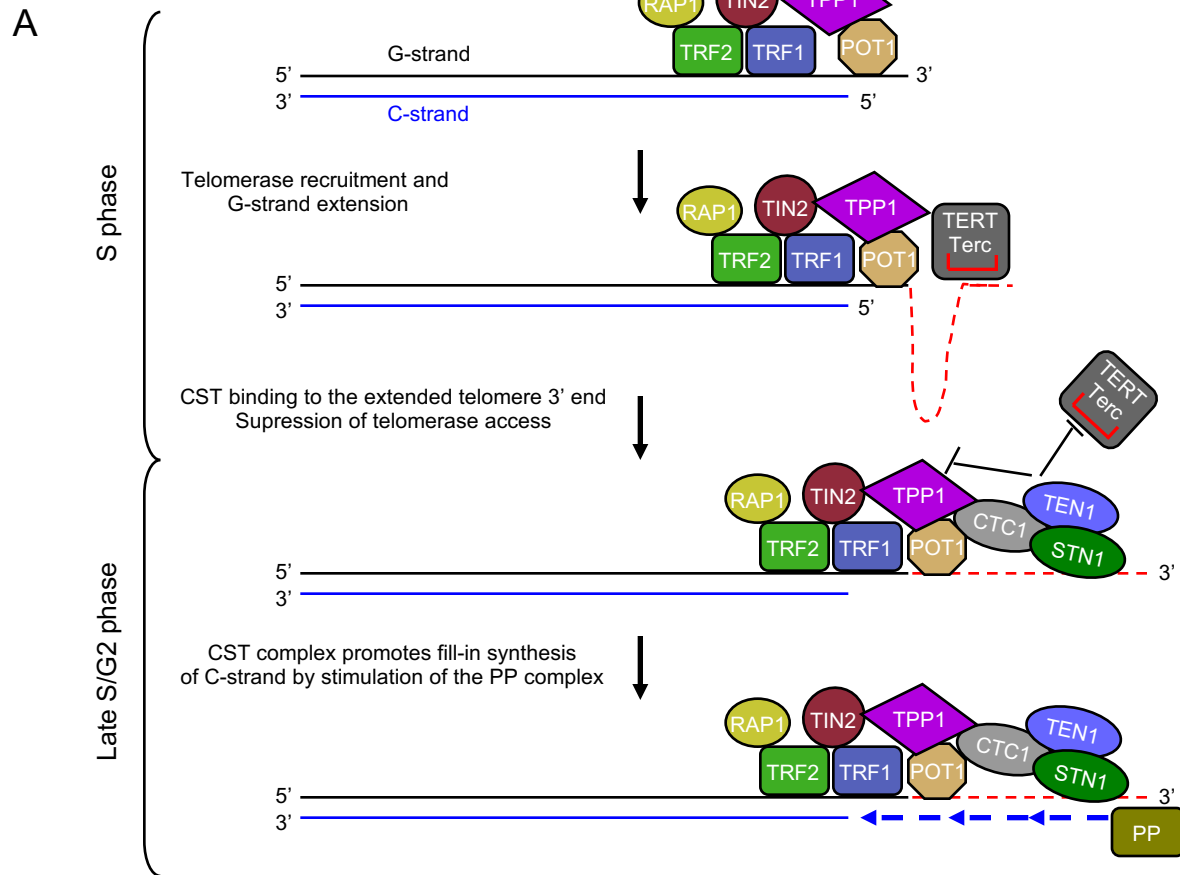 A
RAP1 TIN2 TPP1
TRF2 TRF1 POT1
G-strand
5’ 3’
3’ 5’
C-strand
S phase
Telomerase recruitment and
G-strand extension
RAP1 TIN2 TPP1 TERT
Terc
TRF2 TRF1 POT1
5’
3’ 5’
CST binding to the extended telomere 3’ end
Supression of telomerase access
TERT
Terc
RAP1 TIN2 TPP1 CTC1 TEN1
TRF2 TRF1 POT1 STN1
5’ 3’
3’
Late S/G2 phase
CST complex promotes fill-in synthesis
of C-strand by stimulation of the PP complex
RAP1 TIN2 TPP1 CTC1 TEN1
TRF2 TRF1 POT1 STN1
5’ 3’
3’
PP